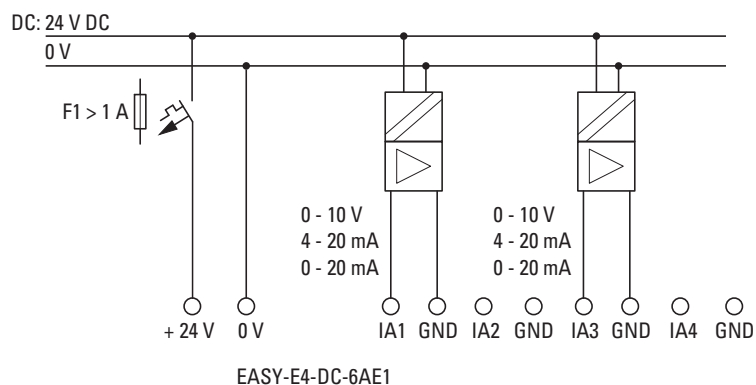 DC: 24 V DC
0 V
F1 > 1 A
0 - 10 V
4 - 20 mA
0 - 20 mA
0 - 10 V
4 - 20 mA
0 - 20 mA
+ 24 V 0 V IA1 GND IA2 GND IA3 GND IA4 GND
EASY-E4-DC-6AE1